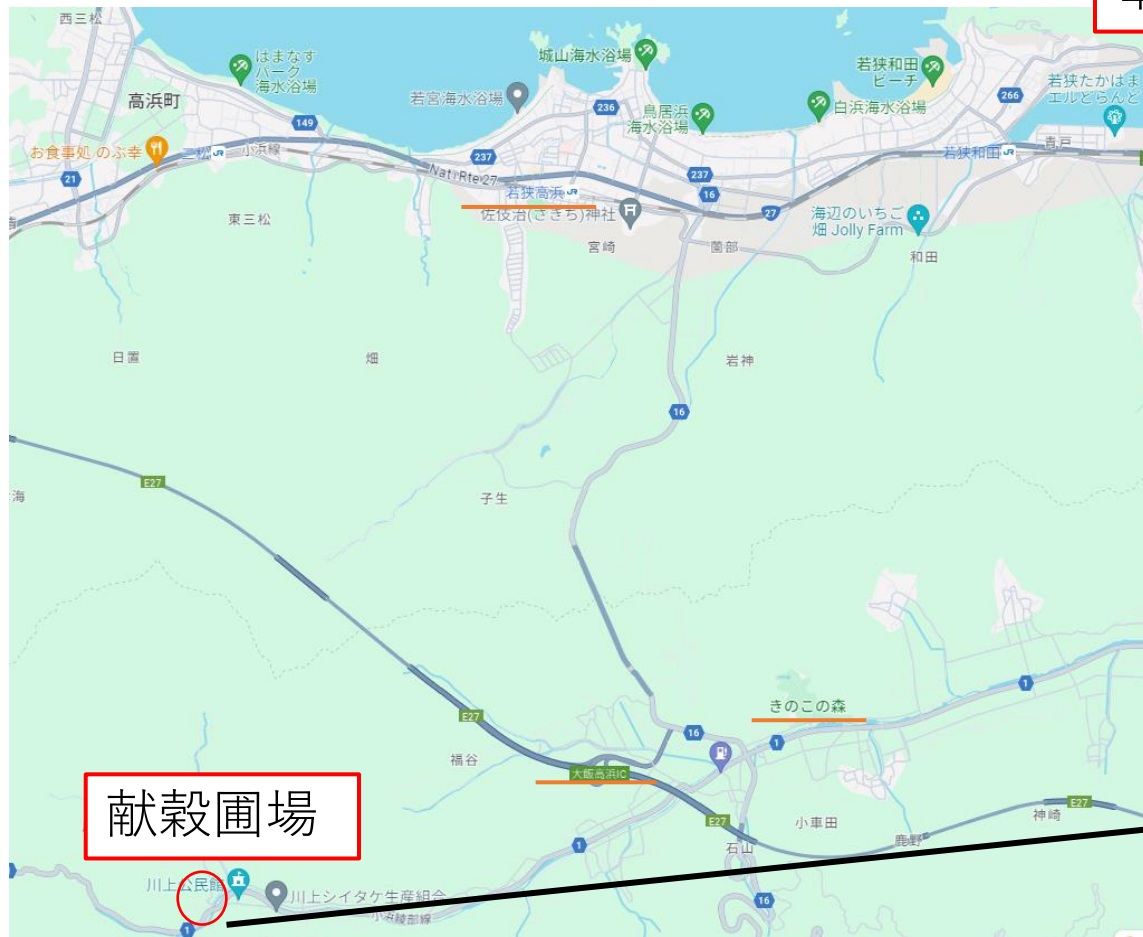 西三松
はまなす
パーク
海水浴場
高浜町
お食事処 のぶ幸
三松
JR
小浜線
149
21
東三松
城山海水浴場
若宮海水浴場
236
鳥居浜
海水浴場
237
Natl Rte 27
若狭高浜
JR
佐伎治(さきち)神社
宮崎
237
16
27
薗部
若狭和田
ビーチ
白浜海水浴場
266
若狭たかはま
エルどらんど
若狭和田
JR
青戸
海辺のいちご
畑 Jolly Farm
和田
日置
畑
岩神
16
E27
海
子生
きのこの森
1
16
1
E27
福谷
大飯高浜IC
E27
小車田
鹿野
神崎
E27
石山
1
16
献穀圃場
川上公民館
川上シイタケ生産組合
小浜綾部線
1